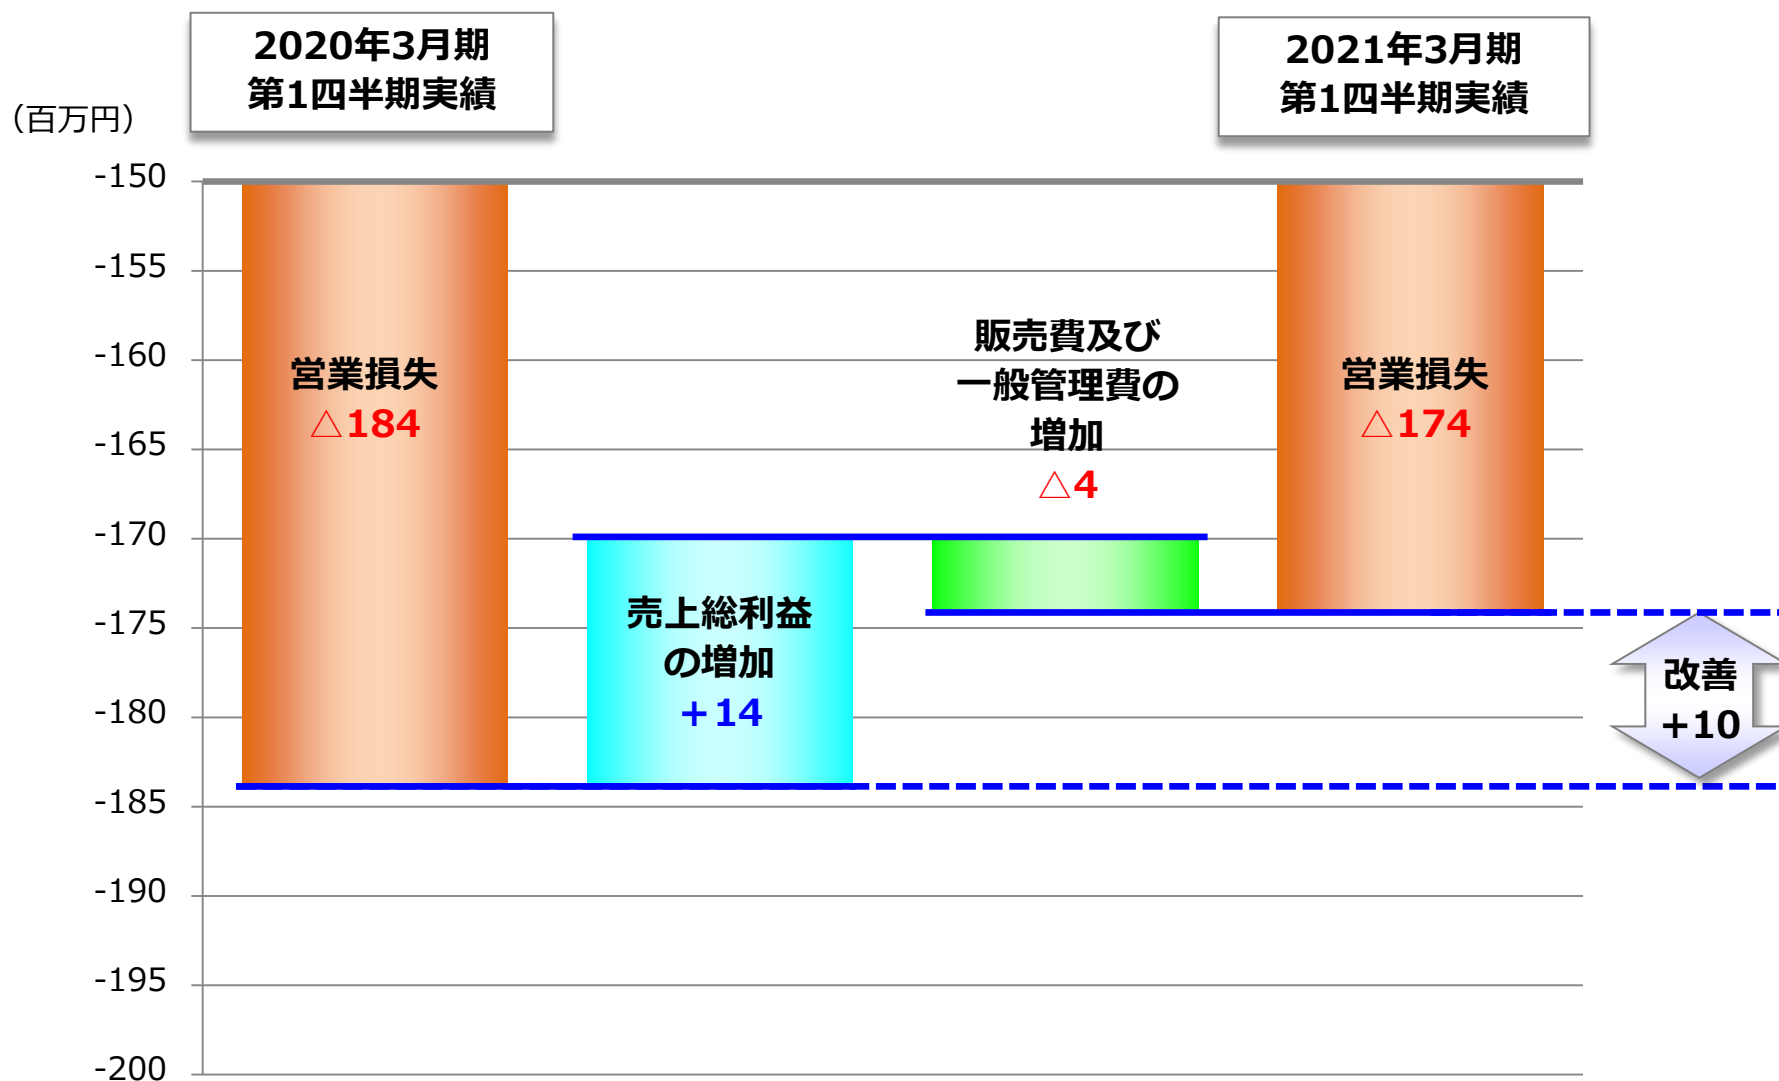 2020年3月期
第1四半期実績
2021年3月期
第1四半期実績
（百万円）
-150
-155
-160
-165
-170
-175
-180
-185
-190
-195
-200
営業損失
△184
売上総利益
の増加
+14
販売費及び
一般管理費の
増加
△4
営業損失
△174
改善
+10